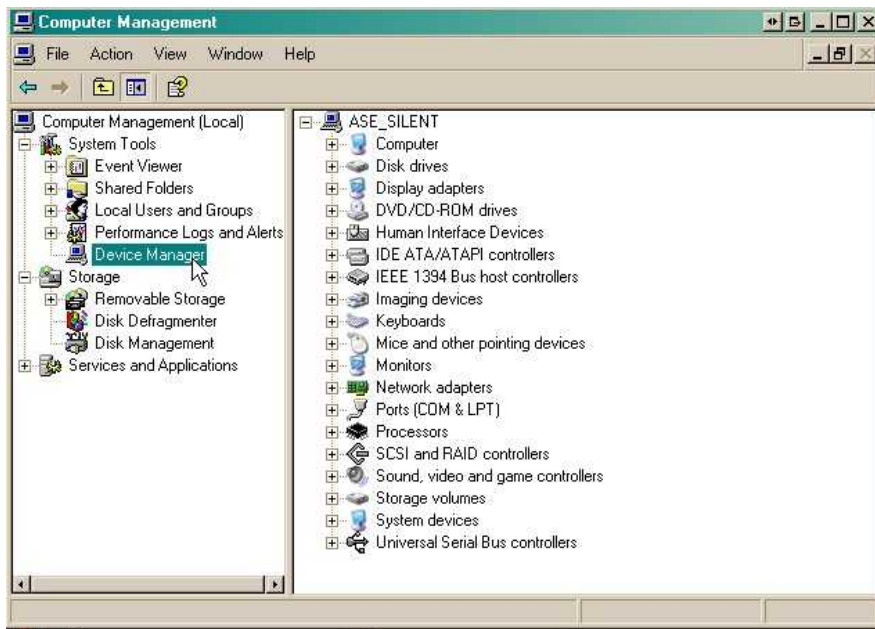 Computer Management
File Action View Window Help
Computer Management (Local)
System Tools
Event Viewer
Shared Folders
Local Users and Groups
Performance Logs and Alerts
Device Manager
Storage
Removable Storage
Disk Defragmenter
Disk Management
Services and Applications
ASE_SILENT
Computer
Disk drives
Display adapters
DVD/CD-ROM drives
Human Interface Devices
IDE ATA/ATAPI controllers
IEEE 1394 Bus host controllers
Imaging devices
Keyboards
Mice and other pointing devices
Monitors
Network adapters
Ports (COM & LPT)
Processors
SCSI and RAID controllers
Sound, video and game controllers
Storage volumes
System devices
Universal Serial Bus controllers